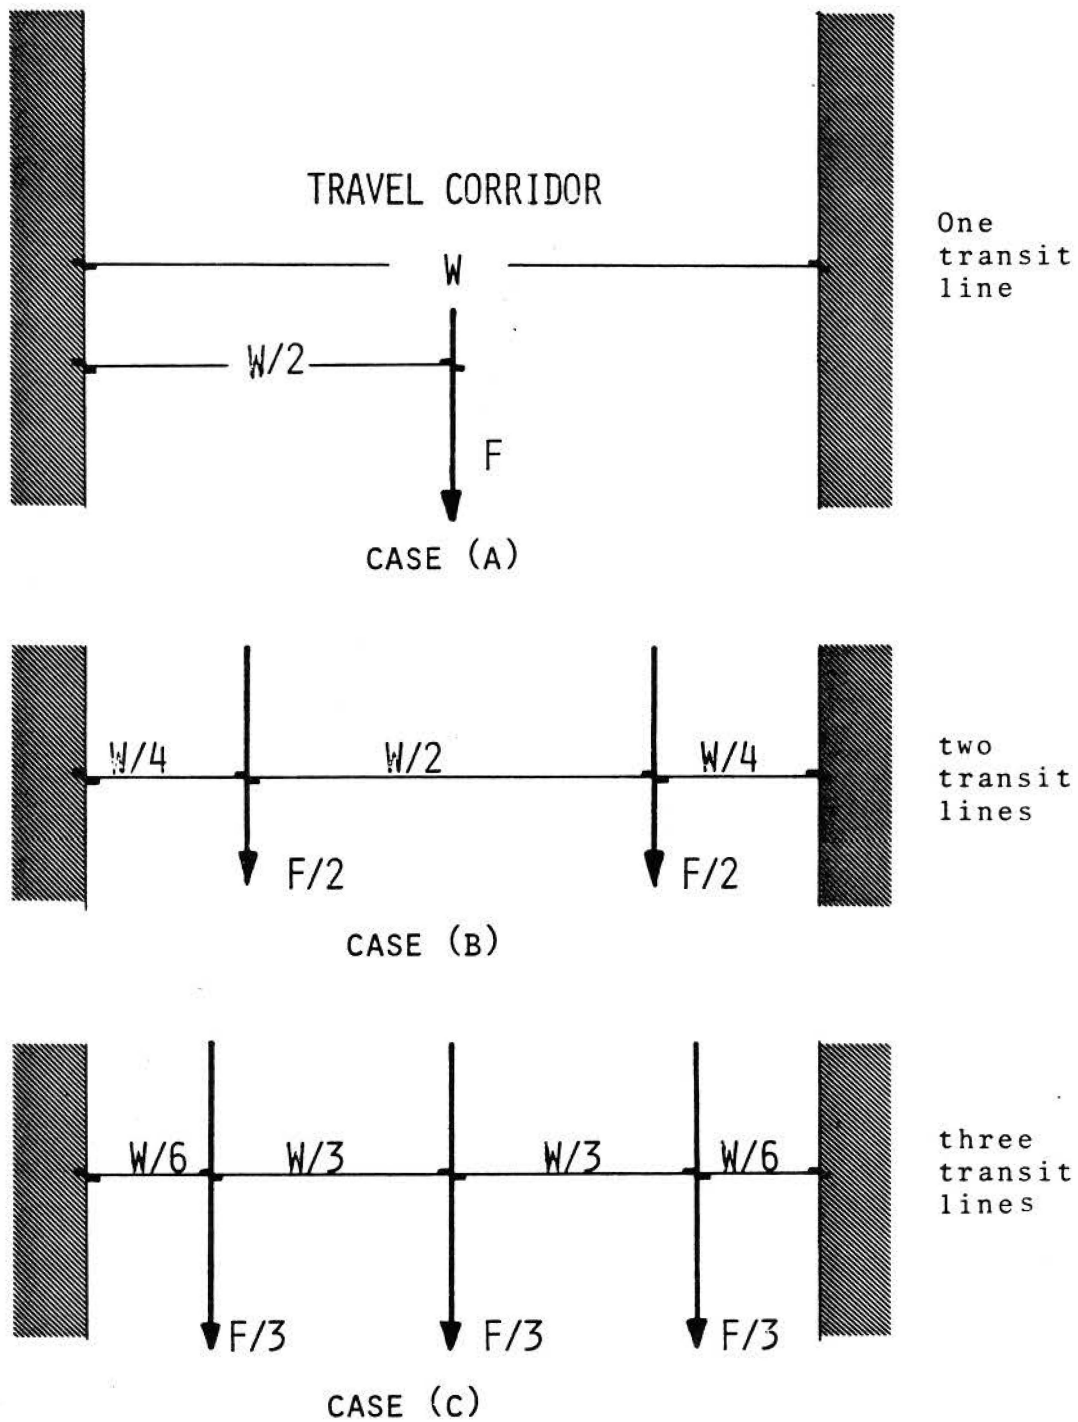 TRAVEL CORRIDOR
One
transit
line
W
W/2
F
CASE (A)
W/4
W/2
W/4
two
transit
lines
F/2
F/2
CASE (B)
W/6
W/3
W/3
W/6
three
transit
lines
F/3
F/3
F/3
CASE (C)